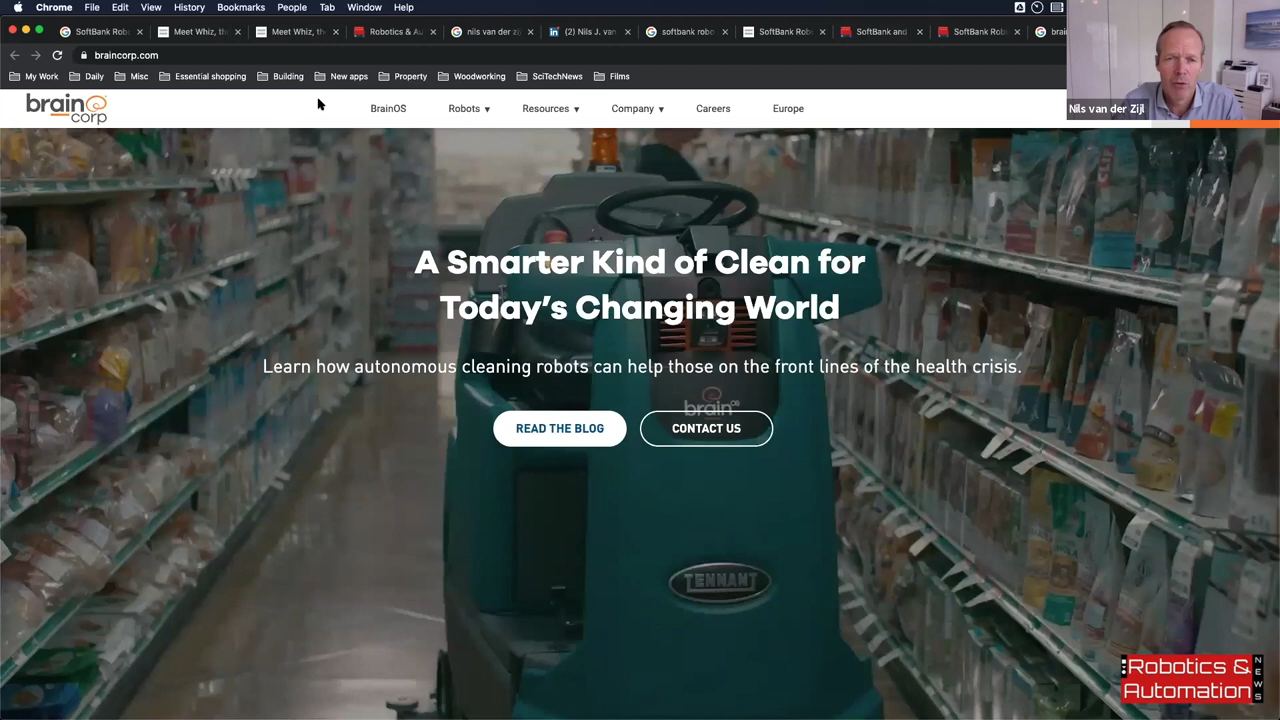 Chrome File Edit View History Bookmarks People Tab Window Help
SoftBank Rob
Meet Whiz, th
Meet Whiz, th
Robotics & Au
nils van der zij
(2) Nils J. van
softbank robo
SoftBank Rob
SoftBank and
SoftBank Rob
brai
braincorp.com
My Work Daily Misc Essential shopping Building New apps Property Woodworking SciTechNews Films
Nils van der Zijl
brain corp
BrainOS Robots ▾ Resources ▾ Company ▾ Careers Europe
A Smarter Kind of Clean for
Today's Changing World
Learn how autonomous cleaning robots can help those on the front lines of the health crisis.
brain OS
READ THE BLOG CONTACT US
TENNANT
Robotics &
Automation
NEWS